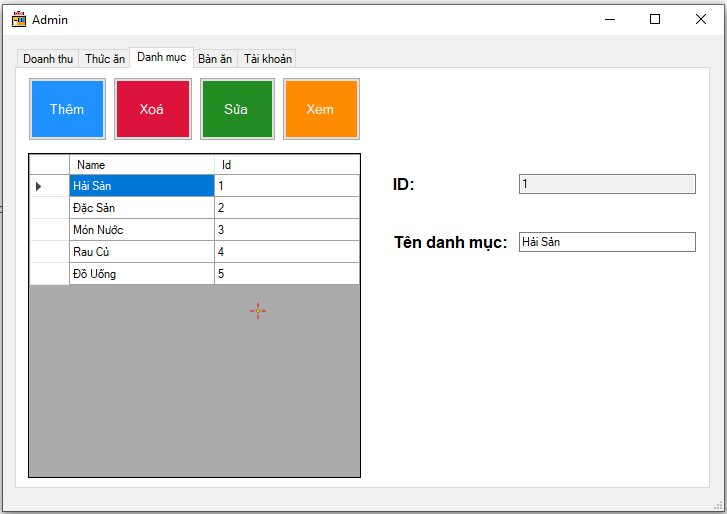 Admin
Doanh thu Thức ăn Danh mục Bàn ăn Tài khoản
Thêm Xoá Sửa Xem
Name Id
Hải Sản 1
Đặc Sản 2
Món Nước 3
Rau Củ 4
Đồ Uống 5
ID: 1
Tên danh mục: Hải Sản